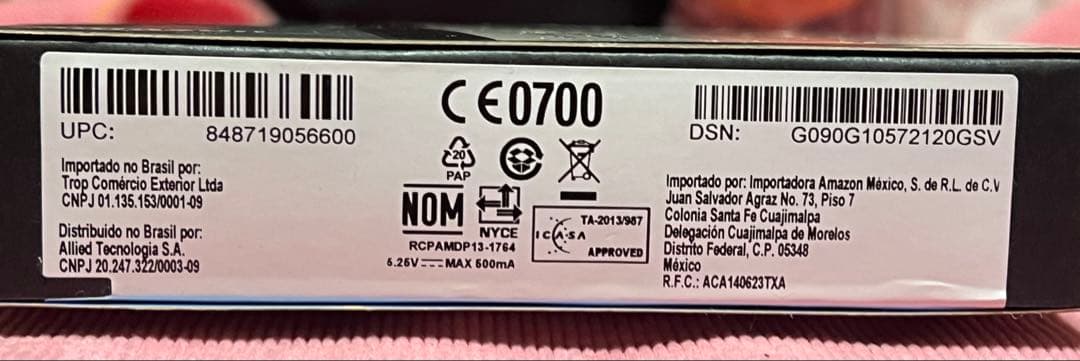 UPC: 848719056600
Importado no Brasil por:
Trop Comércio Exterior Ltda
CNPJ 01.135.153/0001-09
Distribuido no Brasil por:
Allied Tecnologia S.A.
CNPJ 20.247.322/0003-09
CE0700
20
PAP
NOM
NYCE
RCPAMDP13-1764
5.25V MAX 500mA
TA-2013/987
ICASA
APPROVED
DSN: G090G10572120GSV
Importado por: Importadora Amazon México, S. de R.L. de C.V
Juan Salvador Agraz No. 73, Piso 7
Colonia Santa Fe Cuajimalpa
Delegación Cuajimalpa de Morelos
Distrito Federal, C.P. 05348
México
R.F.C.: ACA140623TXA